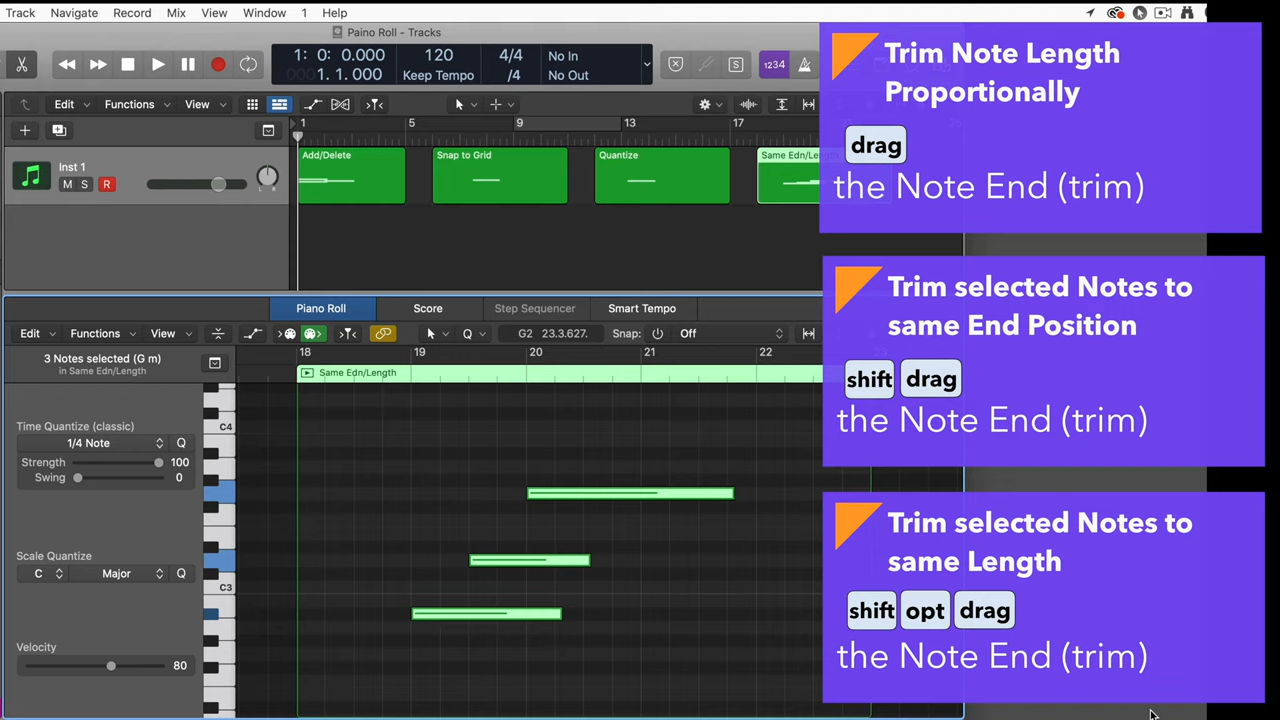 Track Navigate Record Mix View Window 1 Help
Paino Roll - Tracks
1: 0: 0.000
1. 1. 1.000
120
Keep Tempo
4/4
/4
No In
No Out
1234
S
Edit Functions View
1 5 9 13 17
Inst 1
M S R
L R
Add/Delete
Snap to Grid
Quantize
Same Edn/Length
Piano Roll Score Step Sequencer Smart Tempo
Edit Functions View
Q
G2 23.3.627.
Snap: Off
3 Notes selected (G m)
in Same Edn/Length
18 19 20 21 22
Same Edn/Length
Time Quantize (classic)
1/4 Note Q
Strength 100
Swing 0
Scale Quantize
C Major Q
Velocity
80
C4
C3
Trim Note Length
Proportionally
drag
the Note End (trim)
Trim selected Notes to
same End Position
shift drag
the Note End (trim)
Trim selected Notes to
same Length
shift opt drag
the Note End (trim)